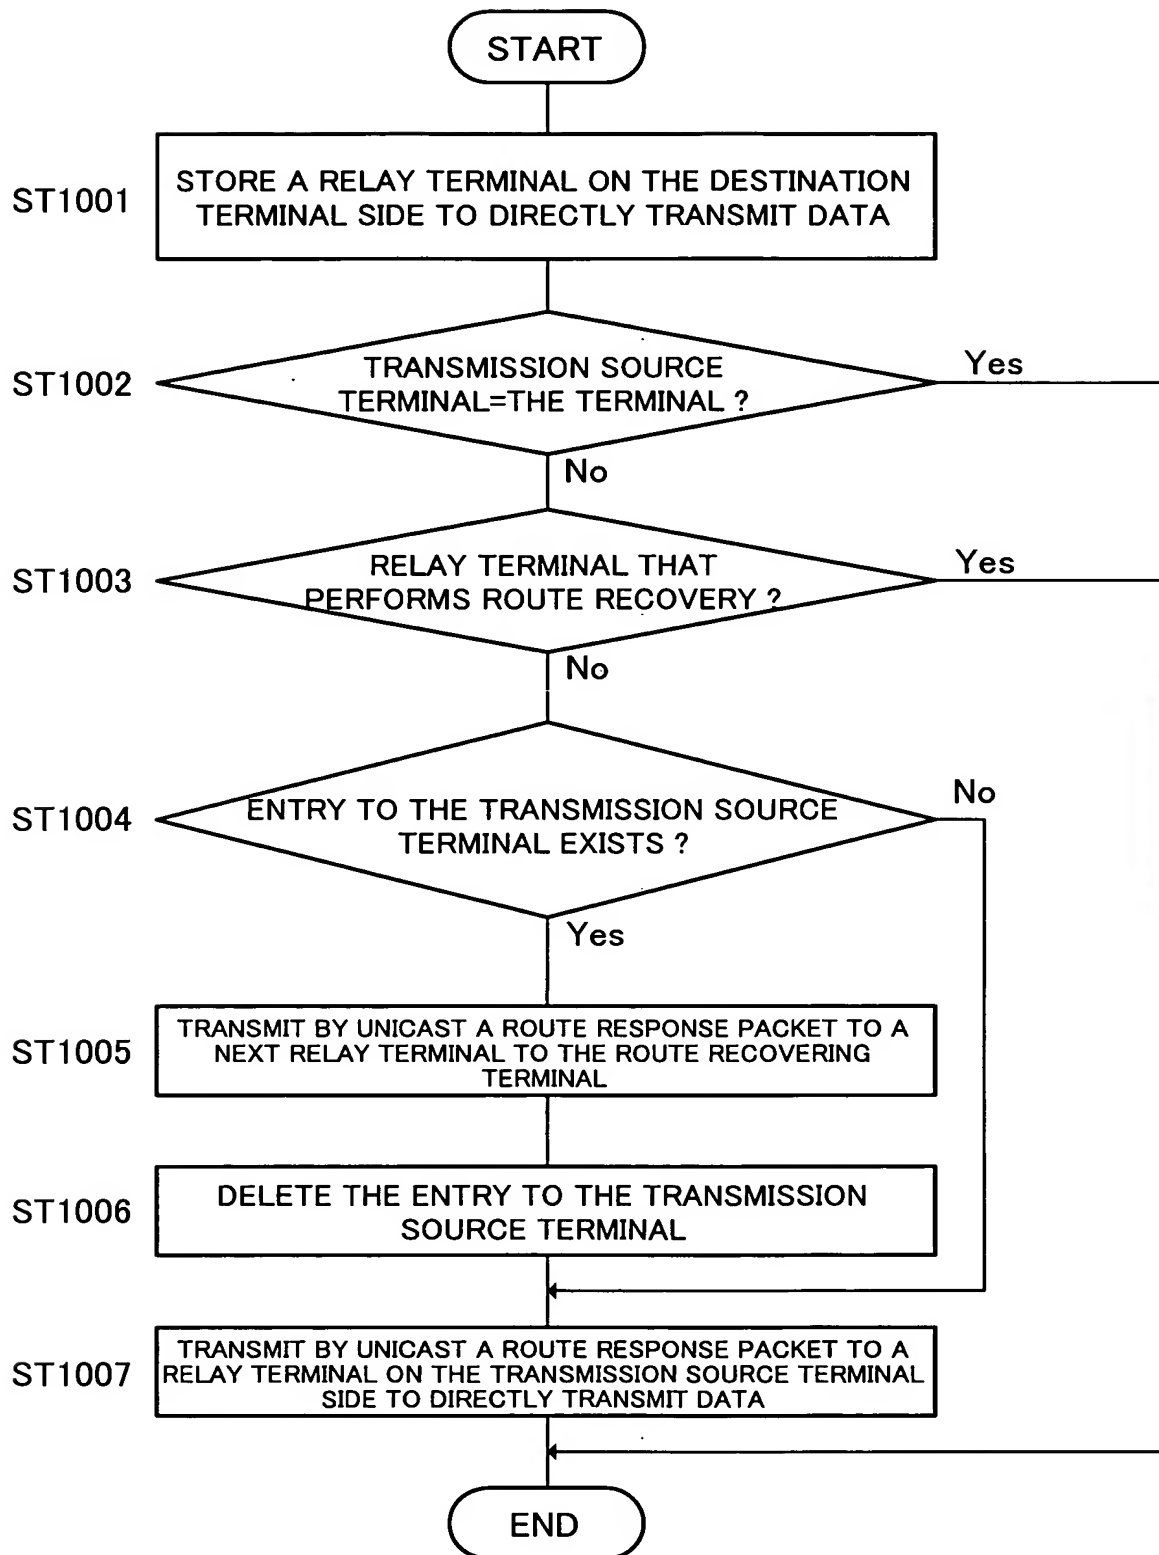 START
ST1001
STORE A RELAY TERMINAL ON THE DESTINATION
TERMINAL SIDE TO DIRECTLY TRANSMIT DATA
ST1002
TRANSMISSION SOURCE
TERMINAL=THE TERMINAL ?
Yes
No
ST1003
RELAY TERMINAL THAT
PERFORMS ROUTE RECOVERY ?
Yes
No
ST1004
ENTRY TO THE TRANSMISSION SOURCE
TERMINAL EXISTS ?
No
Yes
ST1005
TRANSMIT BY UNICAST A ROUTE RESPONSE PACKET TO A
NEXT RELAY TERMINAL TO THE ROUTE RECOVERING
TERMINAL
ST1006
DELETE THE ENTRY TO THE TRANSMISSION
SOURCE TERMINAL
ST1007
TRANSMIT BY UNICAST A ROUTE RESPONSE PACKET TO A
RELAY TERMINAL ON THE TRANSMISSION SOURCE TERMINAL
SIDE TO DIRECTLY TRANSMIT DATA
END